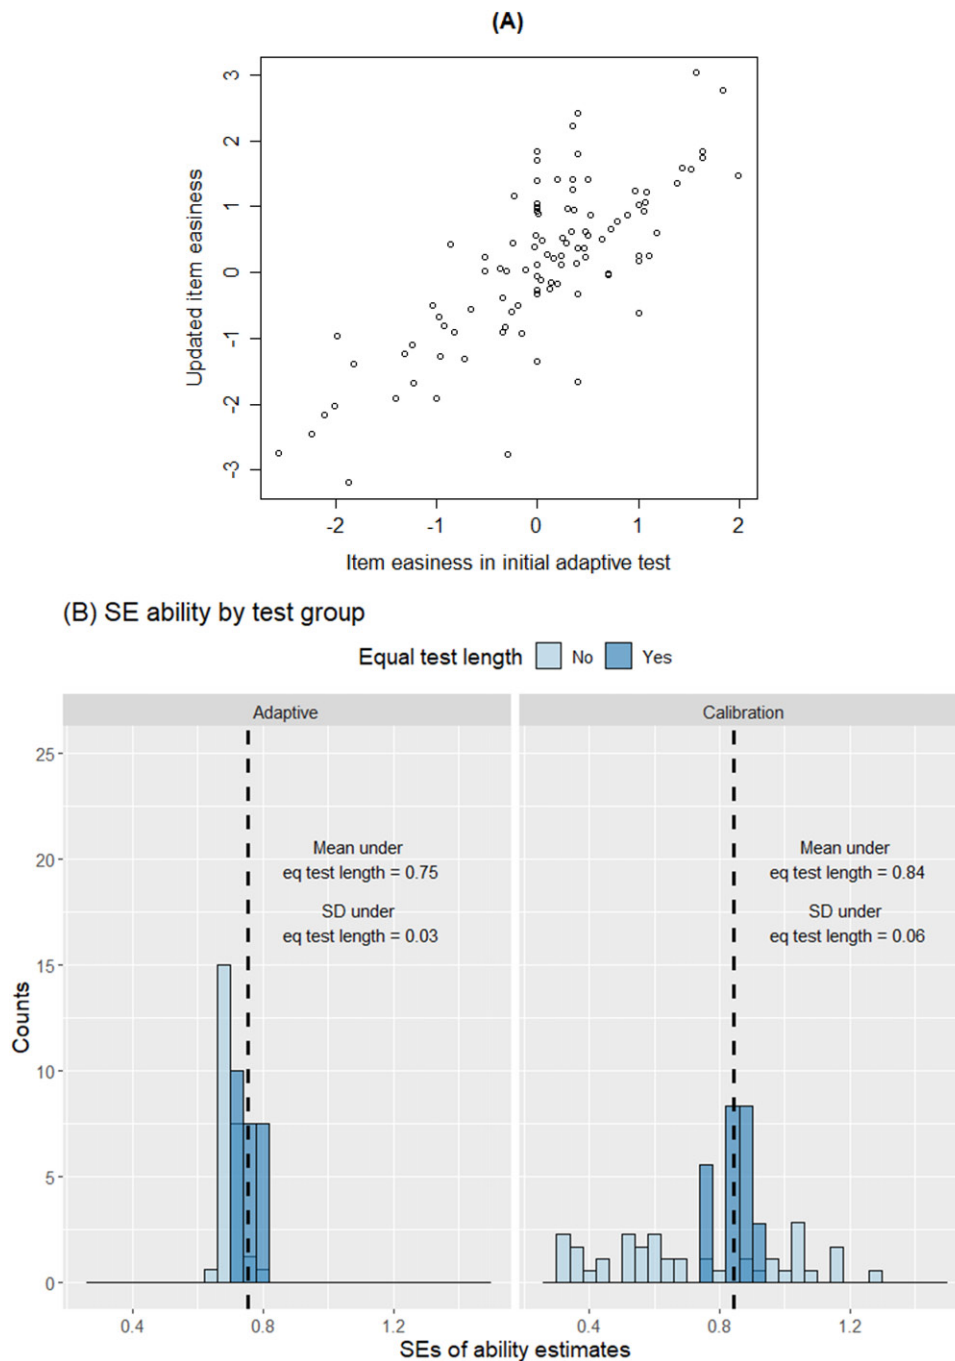 (A)
3
2
1
0
-1
-2
-3
Updated item easiness
-2 -1 0 1 2
Item easiness in initial adaptive test
(B) SE ability by test group
Equal test length No Yes
Adaptive Calibration
25
20
15
10
5
0
Counts
Mean under
eq test length = 0.75
SD under
eq test length = 0.03
Mean under
eq test length = 0.84
SD under
eq test length = 0.06
0.4 0.8 1.2 0.4 0.8 1.2
SEs of ability estimates